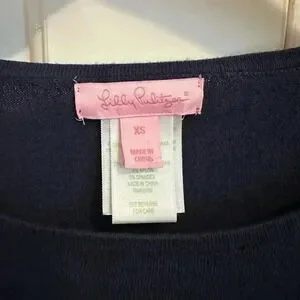 Lilly Pulitzer
XS
MADE IN
CHINA
MADE IN CHINA
SEE REVERSE
FOR CARE